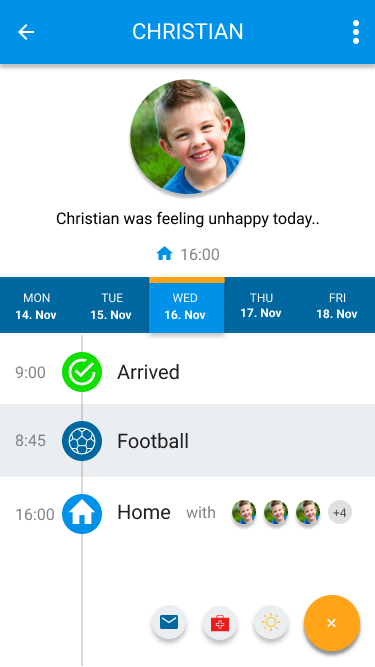 CHRISTIAN
Christian was feeling unhappy today..
16:00
MON TUE WED THU FRI
14. Nov 15. Nov 16. Nov 17. Nov 18. Nov
9:00 Arrived
8:45 Football
16:00 Home with +4